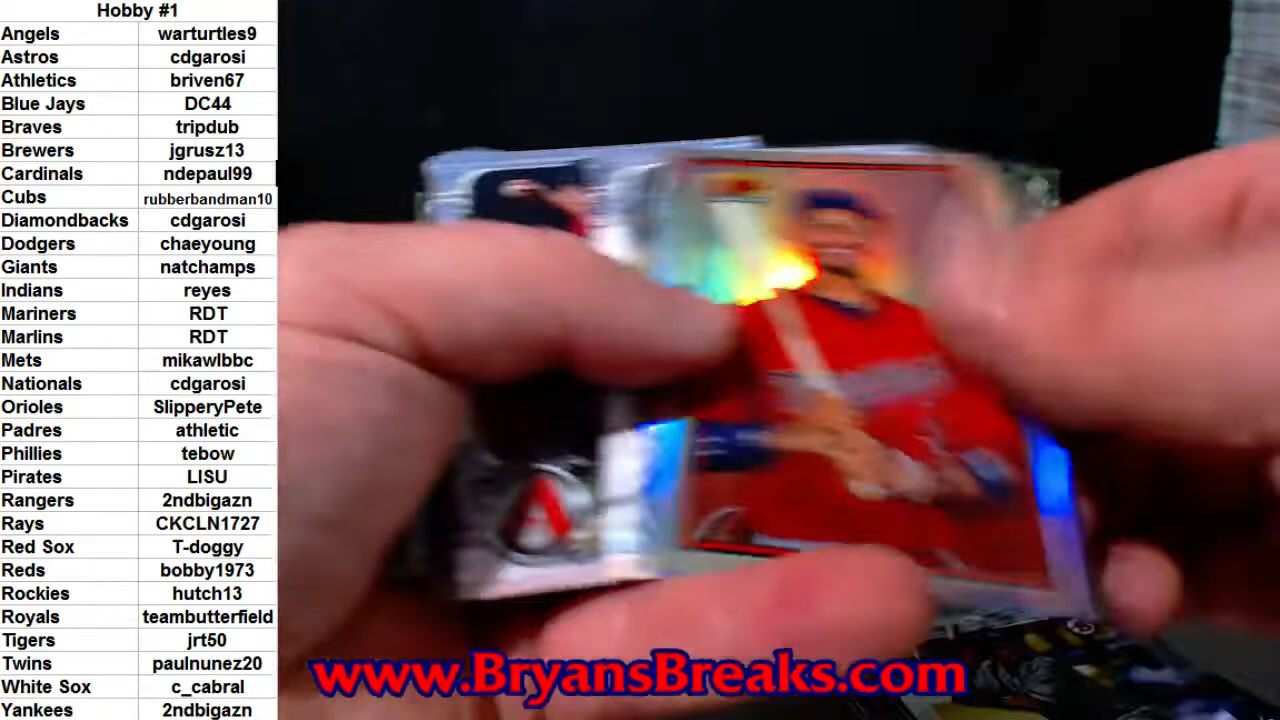 Hobby #1
Angels warturtles9
Astros cdgarosi
Athletics briven67
Blue Jays DC44
Braves tripdub
Brewers jgrusz13
Cardinals ndepaul99
Cubs rubberbandman10
Diamondbacks cdgarosi
Dodgers chaeyoung
Giants natchamps
Indians reyes
Mariners RDT
Marlins RDT
Mets mikawlbbc
Nationals cdgarosi
Orioles SlipperyPete
Padres athletic
Phillies tebow
Pirates LISU
Rangers 2ndbigazn
Rays CKCLN1727
Red Sox T-doggy
Reds bobby1973
Rockies hutch13
Royals teambutterfield
Tigers jrt50
Twins paulnunez20
White Sox c_cabral
Yankees 2ndbigazn
A
www.BryansBreaks.com